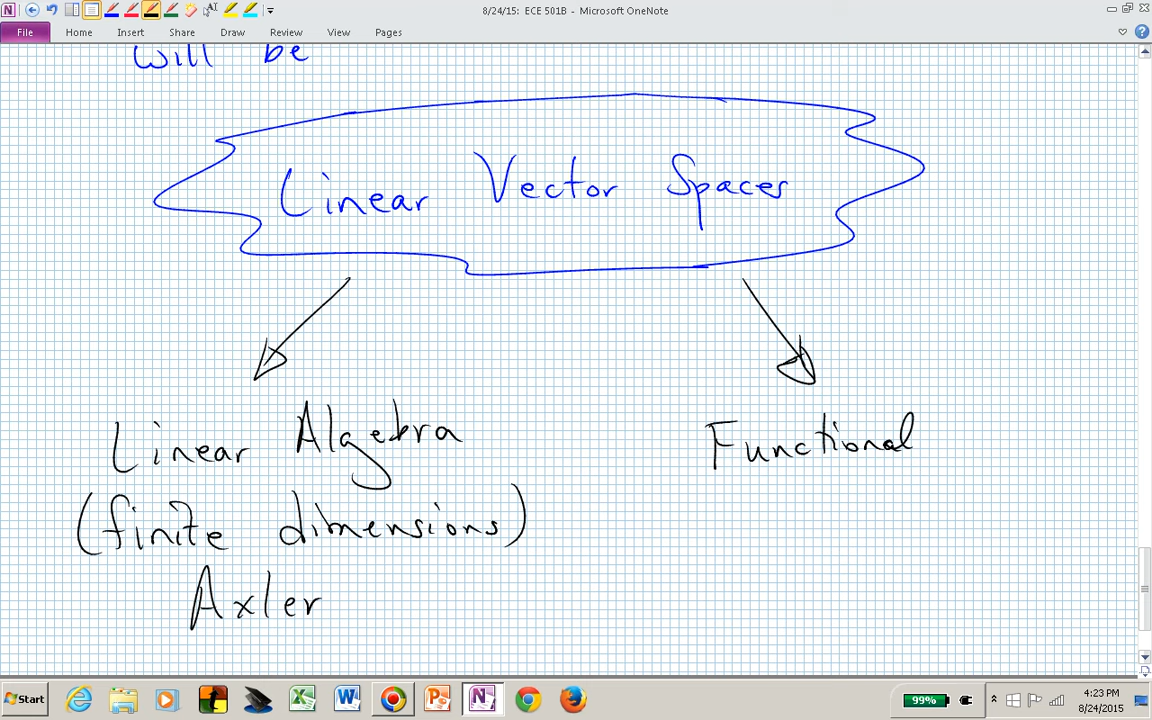 8/24/15: ECE 501B - Microsoft OneNote
File Home Insert Share Draw Review View Pages
will be
Linear Vector Spaces
Linear Algebra
Functional
(finite dimensions)
Axler
Start
99%
4:23 PM
8/24/2015